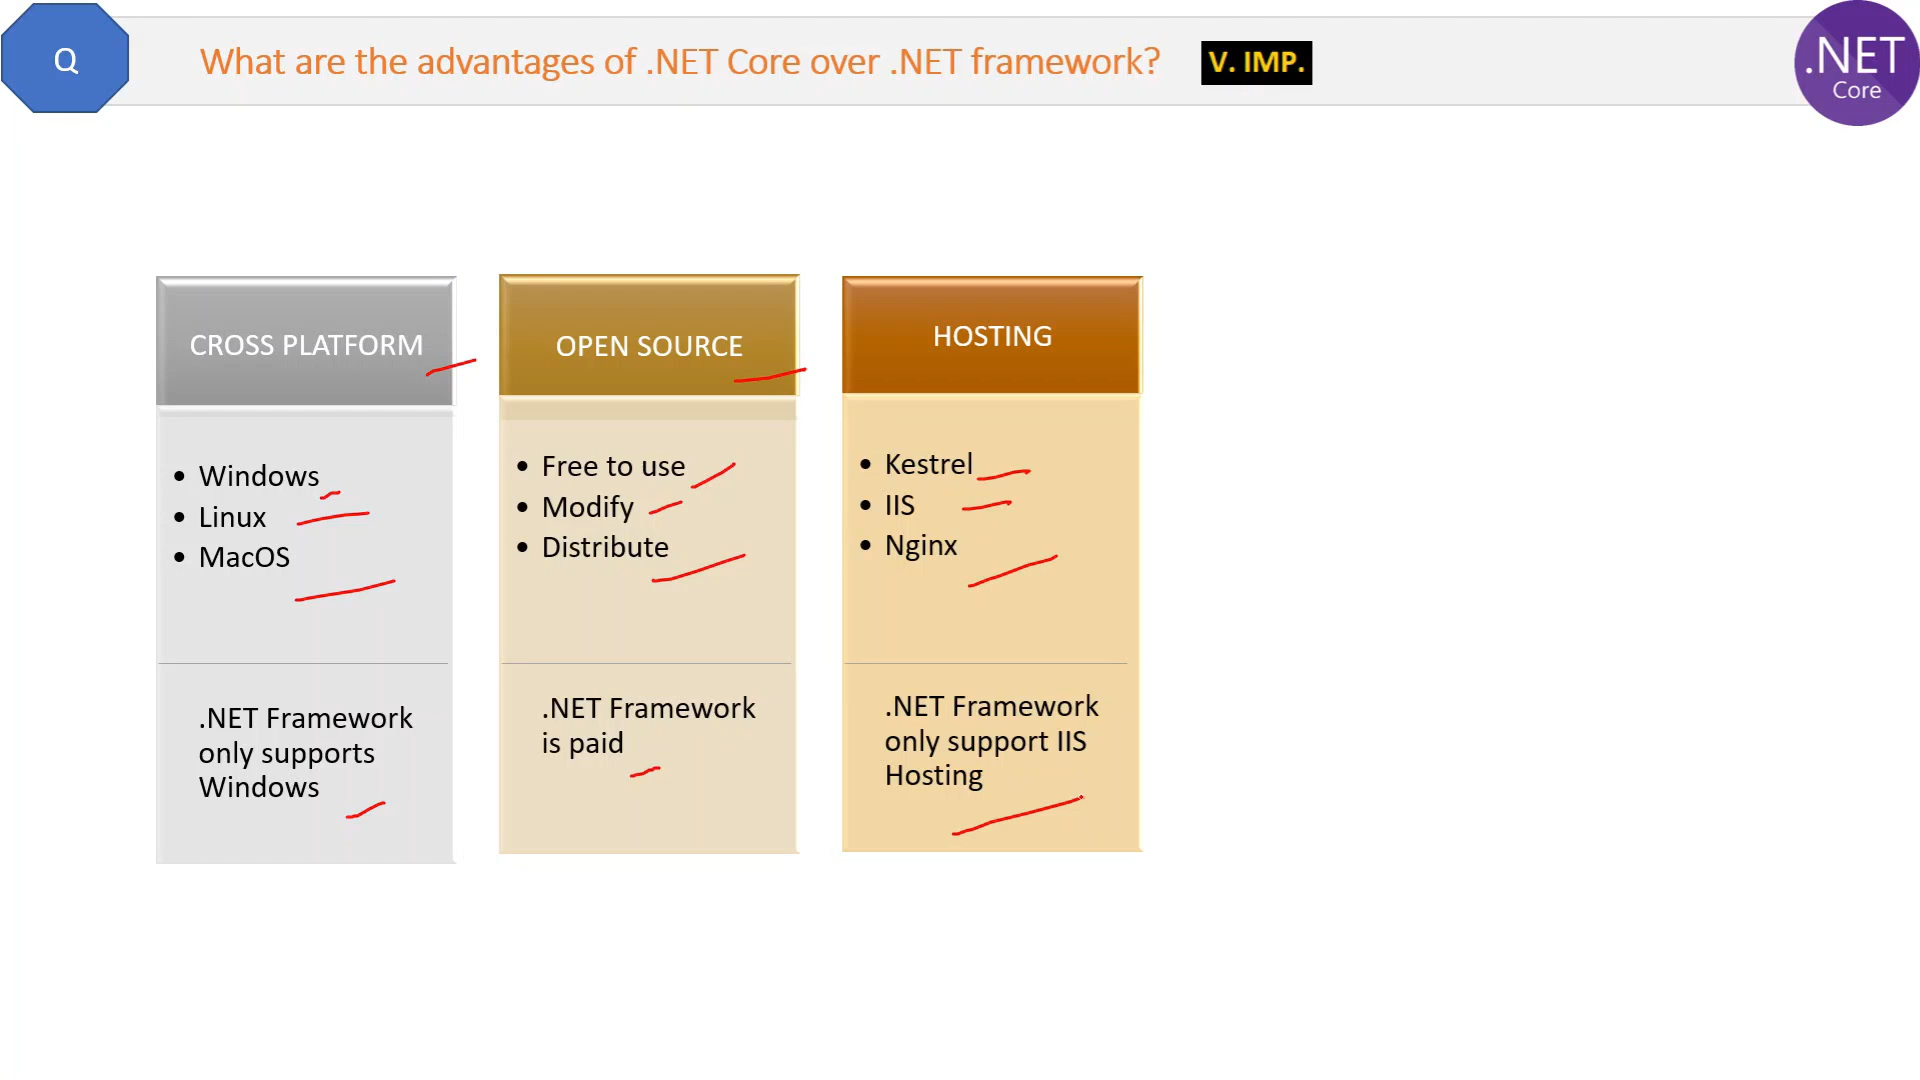 Q
What are the advantages of .NET Core over .NET framework?
V. IMP.
.NET
Core
CROSS PLATFORM
• Windows
• Linux
• MacOS
.NET Framework
only supports
Windows
OPEN SOURCE
• Free to use
• Modify
• Distribute
.NET Framework
is paid
HOSTING
• Kestrel
• IIS
• Nginx
.NET Framework
only support IIS
Hosting